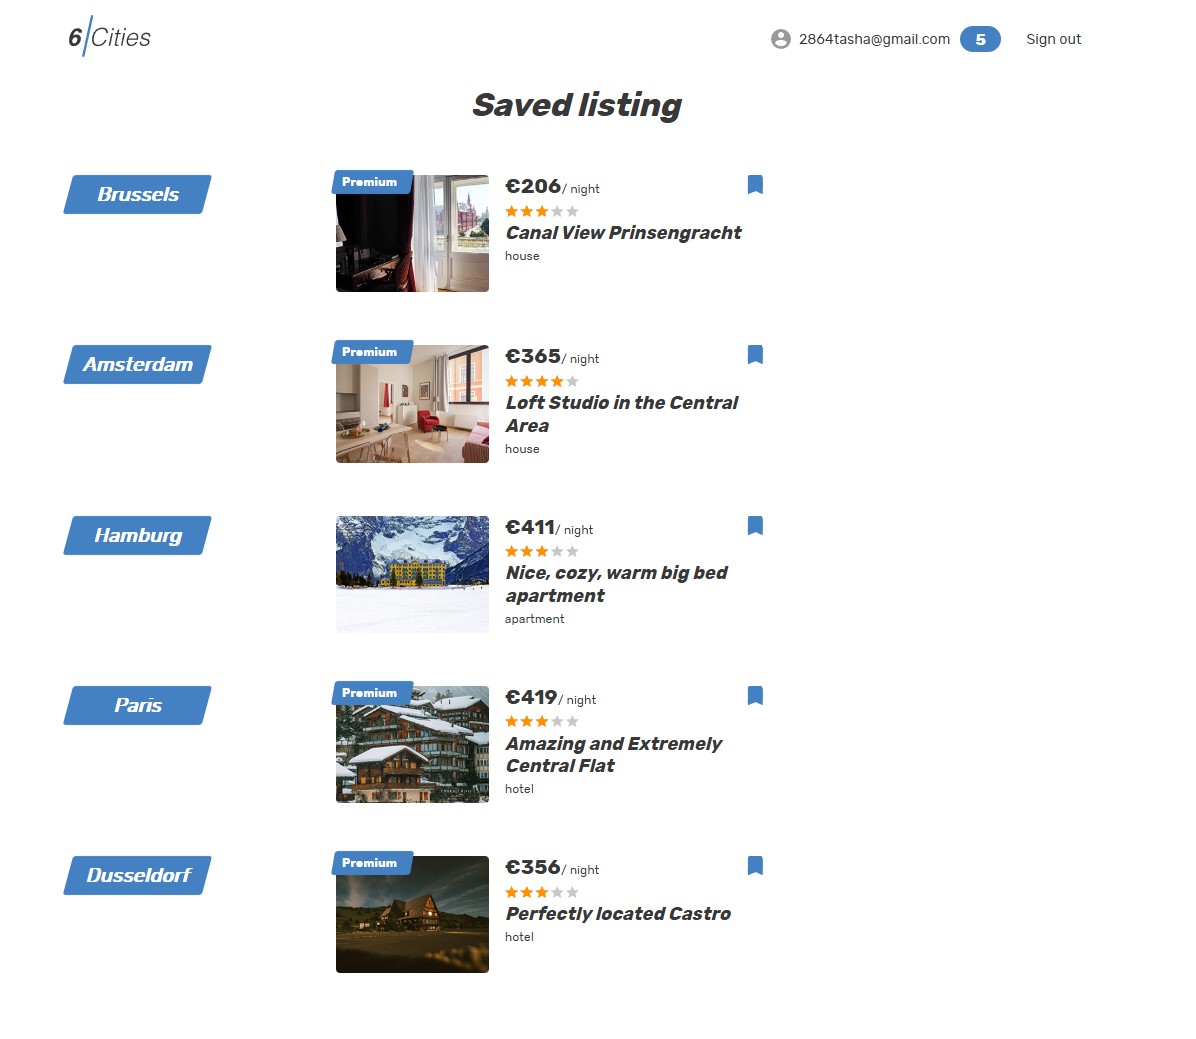 6 Cities
2864tasha@gmail.com 5 Sign out
Saved listing
Brussels
Premium
€206/ night
Canal View Prinsengracht
house
Amsterdam
Premium
€365/ night
Loft Studio in the Central
Area
house
Hamburg
€411/ night
Nice, cozy, warm big bed
apartment
apartment
Paris
Premium
€419/ night
Amazing and Extremely
Central Flat
hotel
Dusseldorf
Premium
€356/ night
Perfectly located Castro
hotel